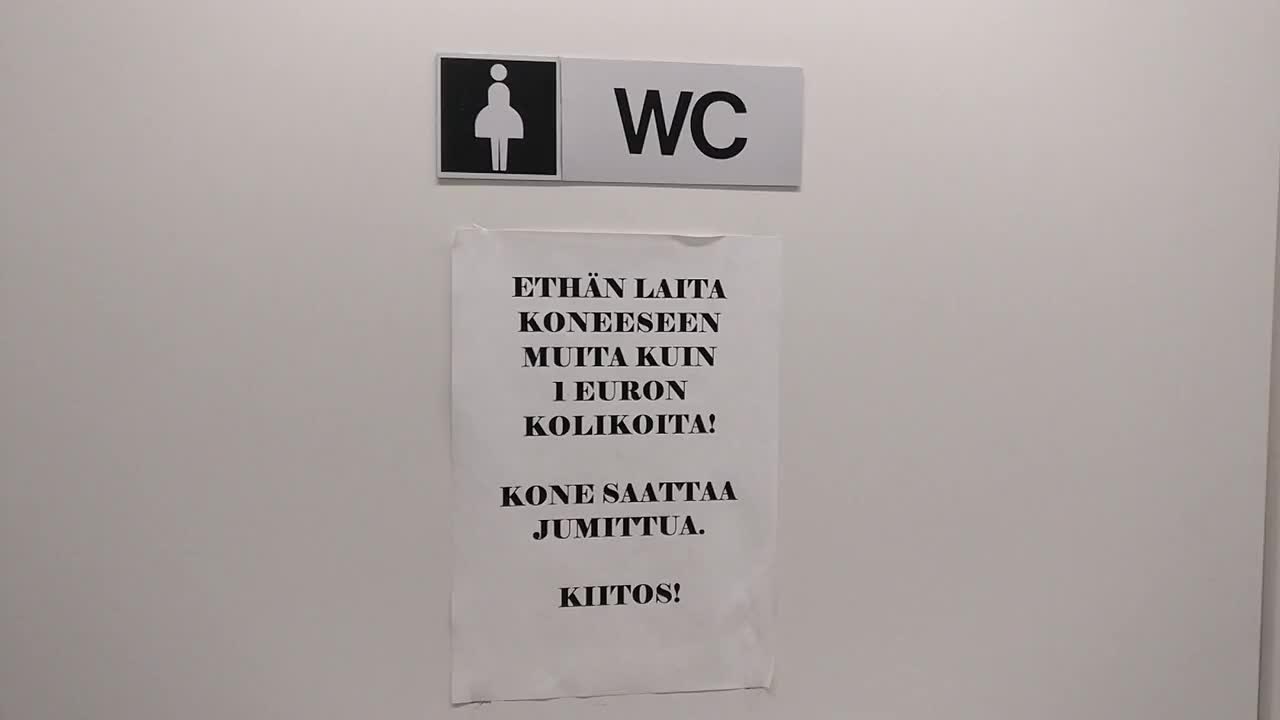 WC
ETHÄN LAITA
KONEESEEN
MUITA KUIN
1 EURON
KOLIKOITA!
KONE SAATTAA
JUMITTUA.
KIITOS!